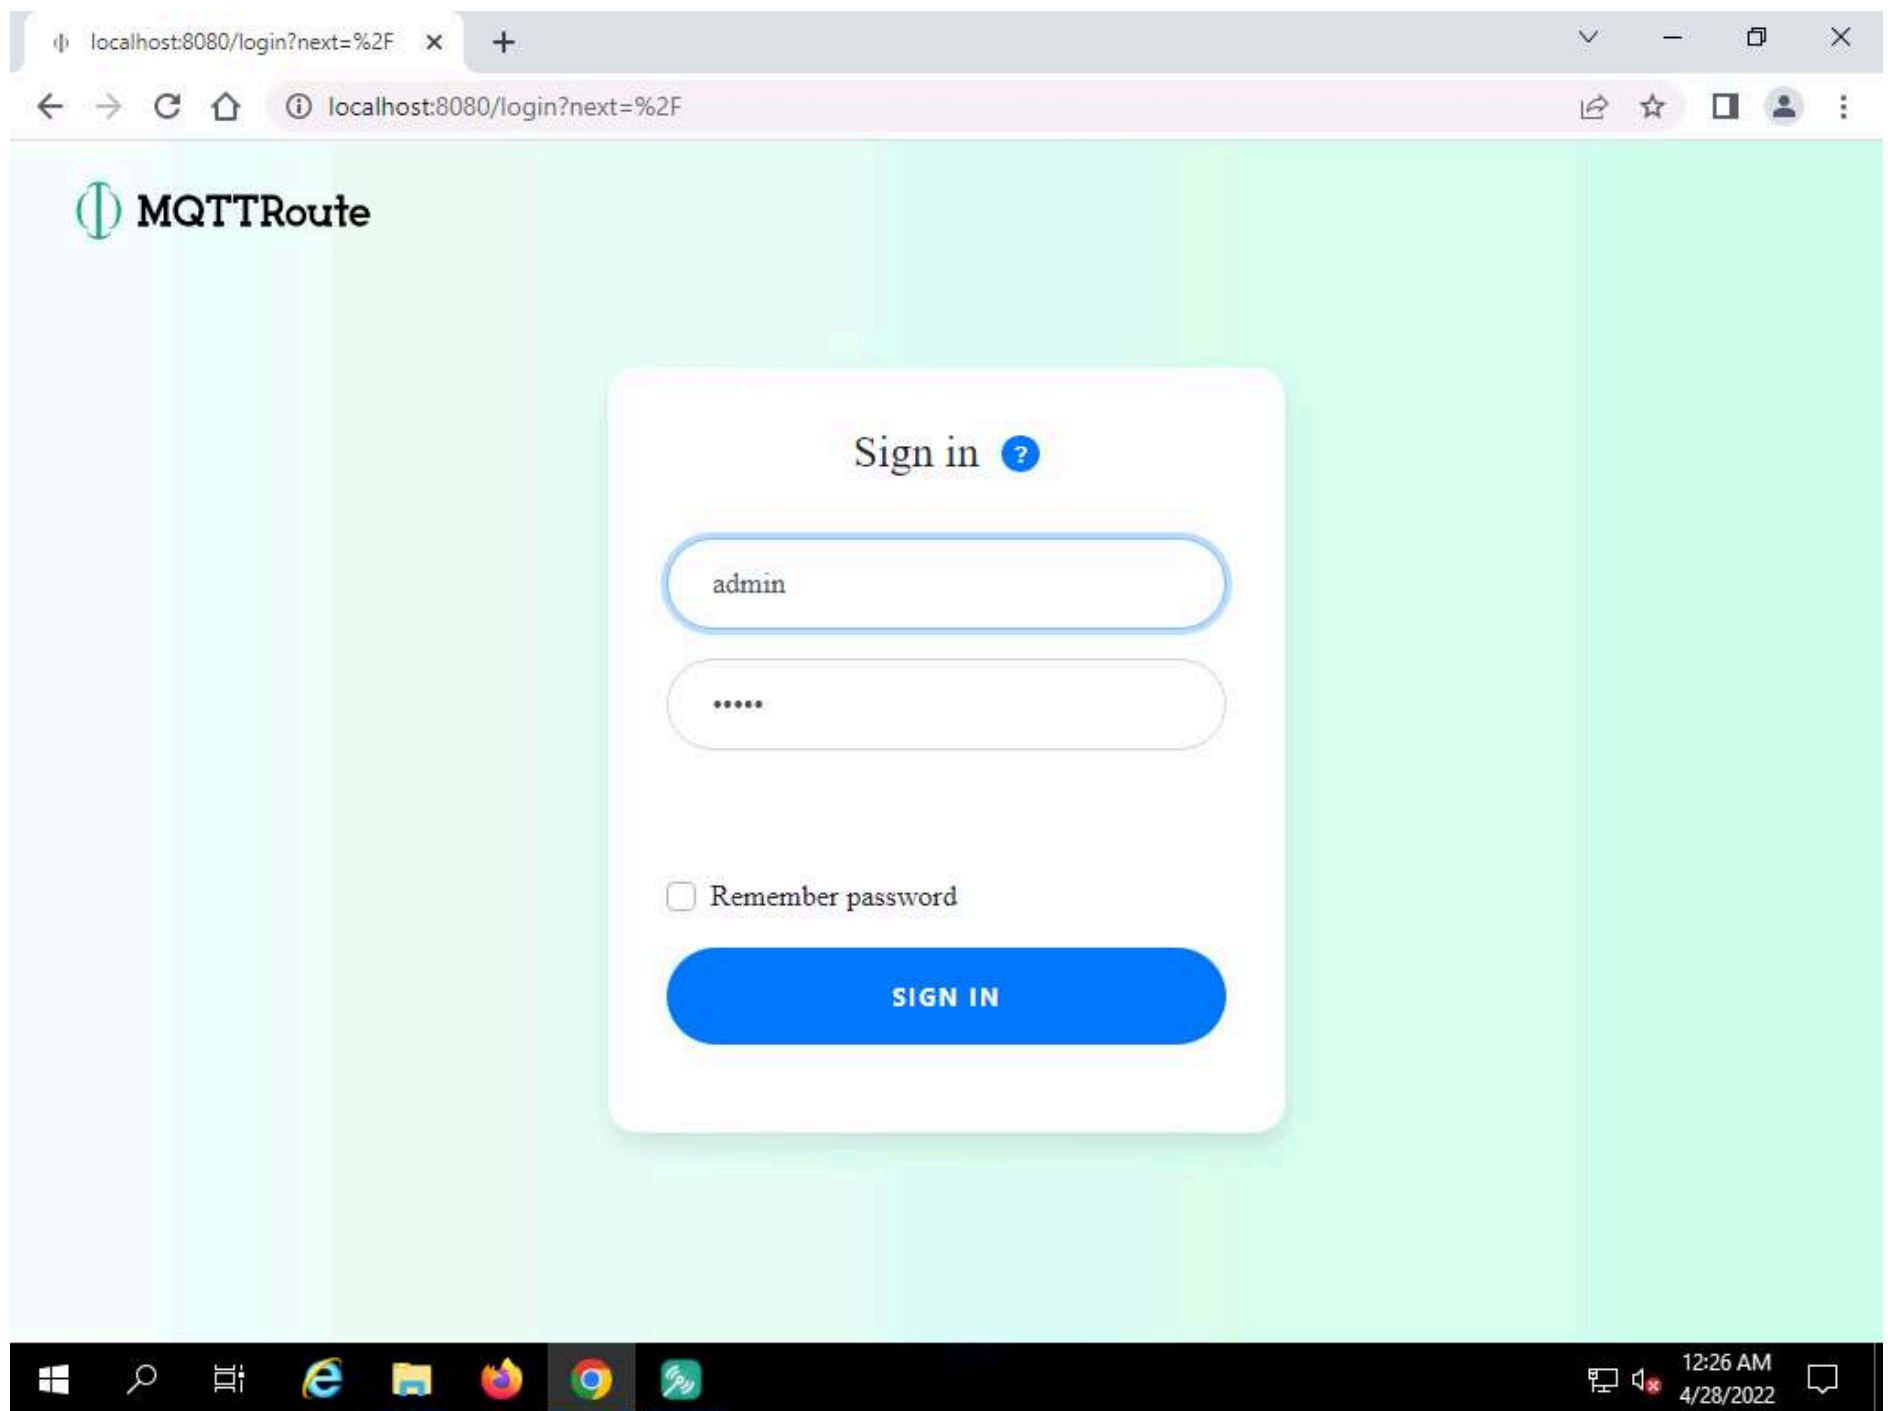 localhost:8080/login?next=%2F
localhost:8080/login?next=%2F
MQTTRoute
Sign in ?
admin
•••••
Remember password
SIGN IN
12:26 AM
4/28/2022